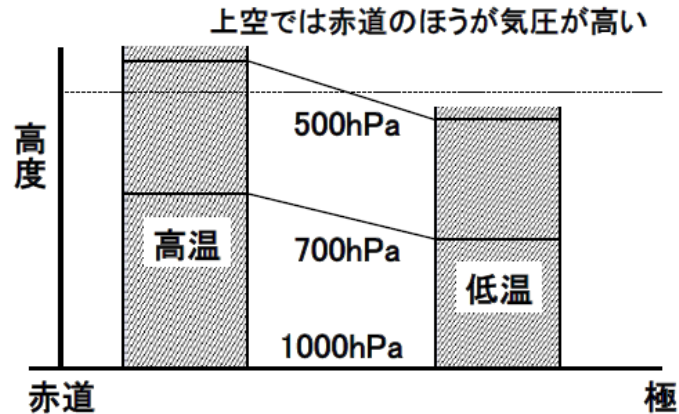 上空では赤道のほうが気圧が高い
高度
500hPa
高温
700hPa
低温
1000hPa
赤道
極